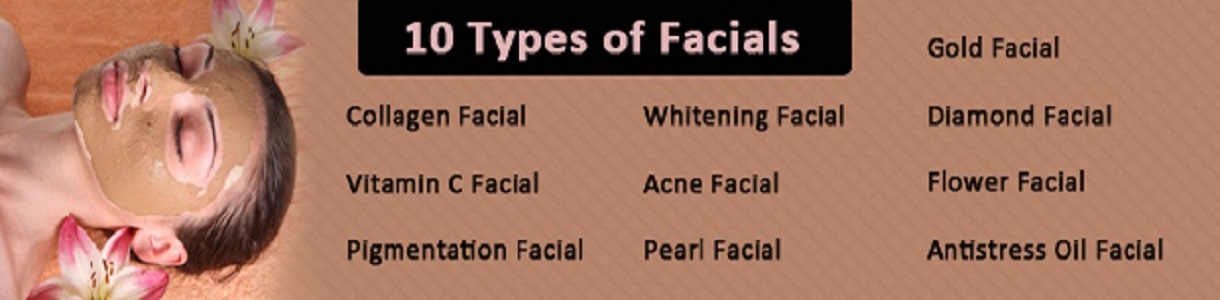 10 Types of Facials
Collagen Facial
Vitamin C Facial
Pigmentation Facial
Whitening Facial
Acne Facial
Pearl Facial
Gold Facial
Diamond Facial
Flower Facial
Antistress Oil Facial